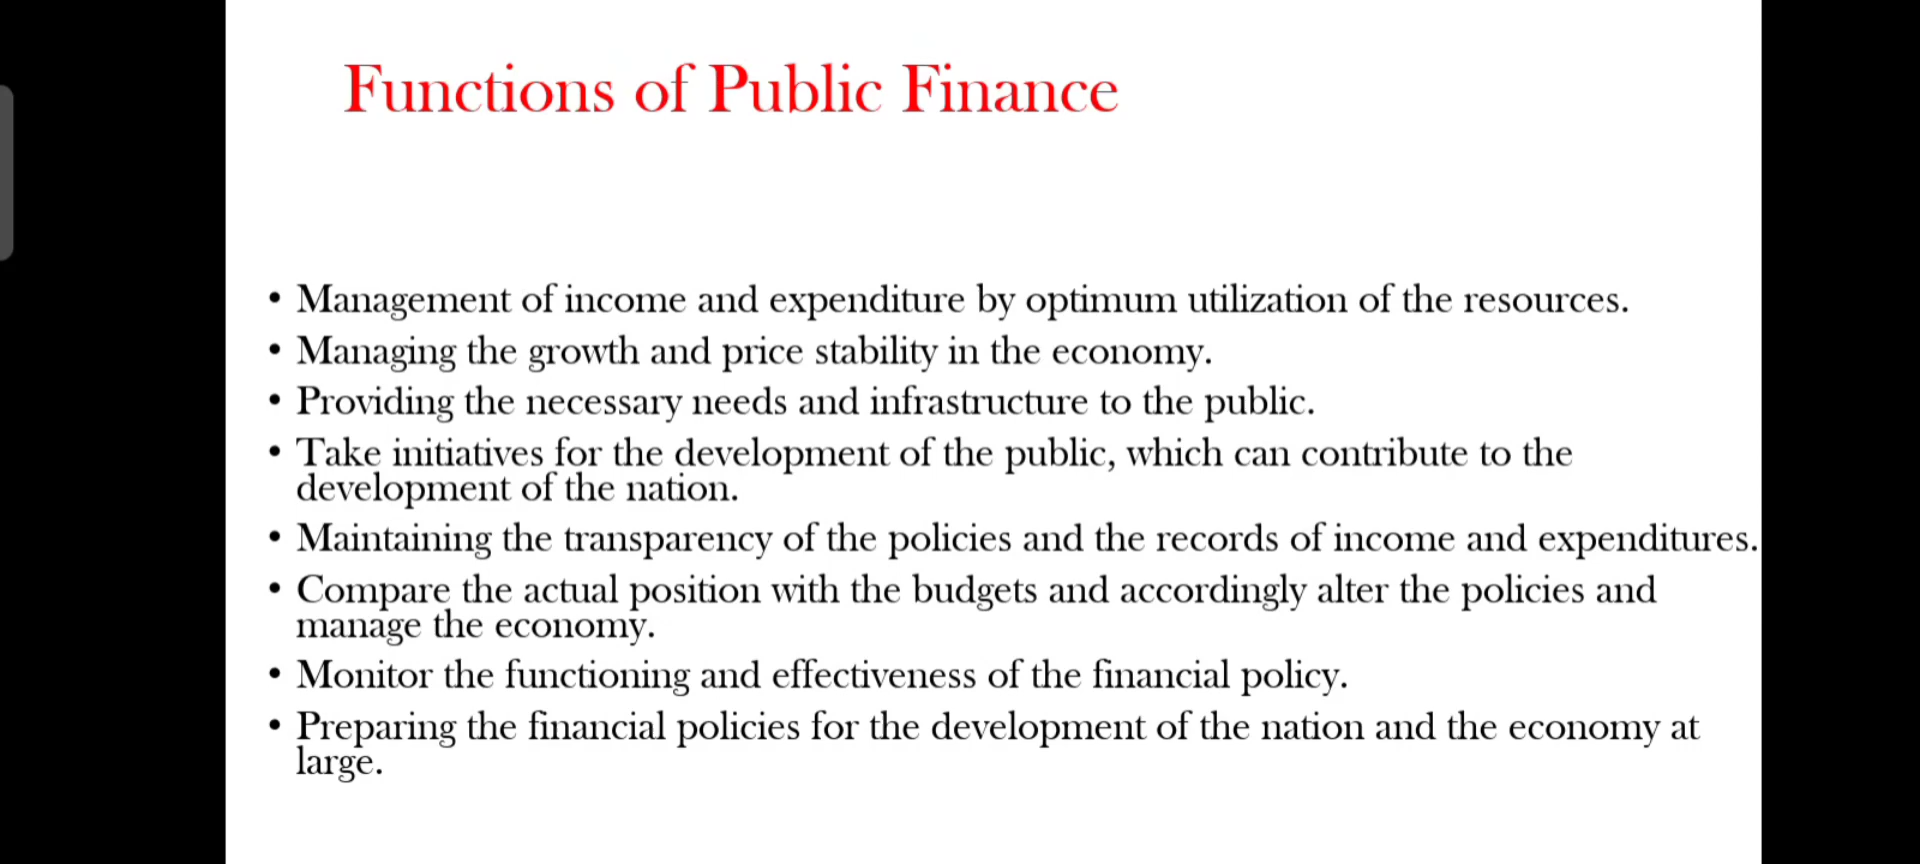 Functions of Public Finance
• Management of income and expenditure by optimum utilization of the resources.
• Managing the growth and price stability in the economy.
• Providing the necessary needs and infrastructure to the public.
• Take initiatives for the development of the public, which can contribute to the
development of the nation.
• Maintaining the transparency of the policies and the records of income and expenditures.
• Compare the actual position with the budgets and accordingly alter the policies and
manage the economy.
• Monitor the functioning and effectiveness of the financial policy.
• Preparing the financial policies for the development of the nation and the economy at
large.